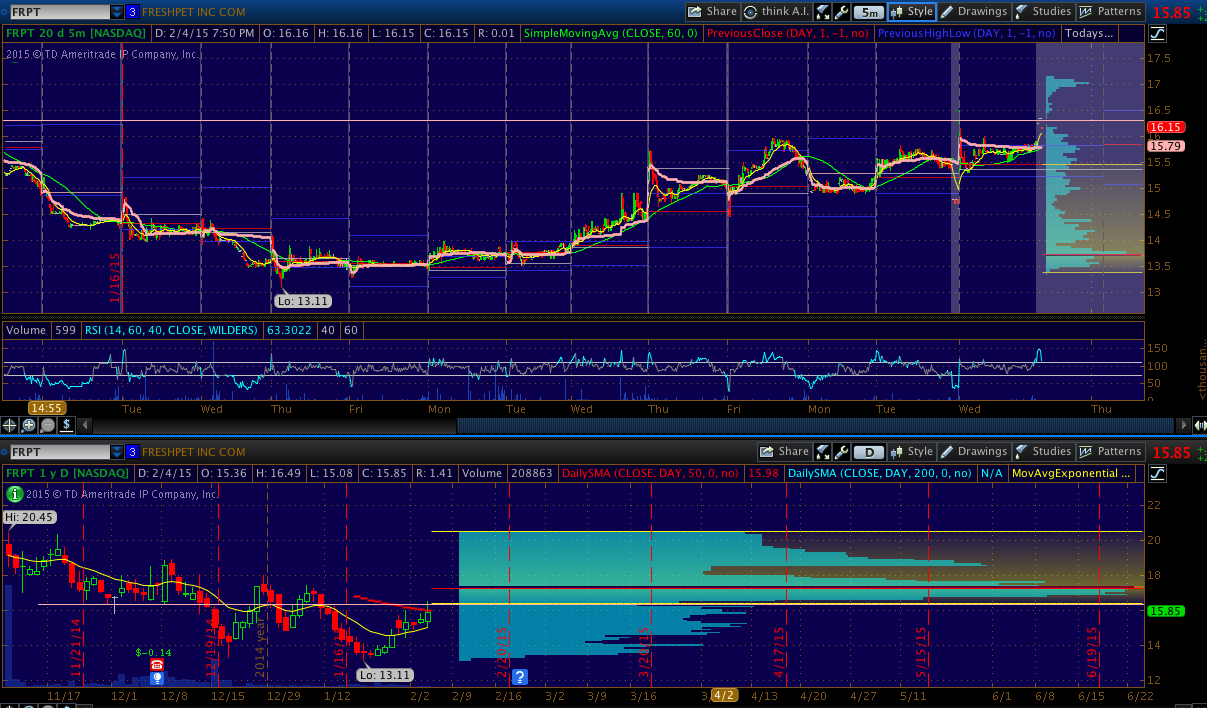 FRPT 3 FRESHPET INC COM Share think A.I. 5m Style Drawings Studies Patterns 15.85
FRPT 20 d 5m [NASDAQ] D: 2/4/15 7:50 PM O: 16.16 H: 16.16 L: 16.15 C: 16.15 R: 0.01 SimpleMovingAvg (CLOSE, 60, 0) PreviousClose (DAY, 1, -1, no) PreviousHighLow (DAY, 1, -1, no) Todays...
2015 © TD Ameritrade IP Company, Inc.
17.5
17
16.5
16.15
16
15.79
15.5
15
14.5
14
13.5
13
1/16/15
Lo: 13.11
Volume 599 RSI (14, 60, 40, CLOSE, WILDERS) 63.3022 40 60
150
100
50
0
<thousan...
14:55 Tue Wed Thu Fri Mon Tue Wed Thu Fri Mon Tue Wed Thu
$
FRPT 3 FRESHPET INC COM Share D Style Drawings Studies Patterns 15.85
FRPT 1 y D [NASDAQ] D: 2/4/15 O: 15.36 H: 16.49 L: 15.08 C: 15.85 R: 1.41 Volume 208863 DailySMA (CLOSE, DAY, 50, 0, no) 15.98 DailySMA (CLOSE, DAY, 200, 0, no) N/A MovAvgExponential ...
i 2015 © TD Ameritrade IP Company, Inc.
Hi: 20.45
22
20
18
15.85
14
12
11/21/14
12/19/14
2014 year
1/16/15
2/20/15
3/20/15
4/17/15
5/15/15
6/19/15
$-0.14
Lo: 13.11
?
11/17 12/1 12/8 12/15 12/29 1/12 2/2 2/9 2/16 2/23 3/2 3/9 3/16 4/2 4/13 4/20 4/27 5/11 6/1 6/8 6/15 6/22